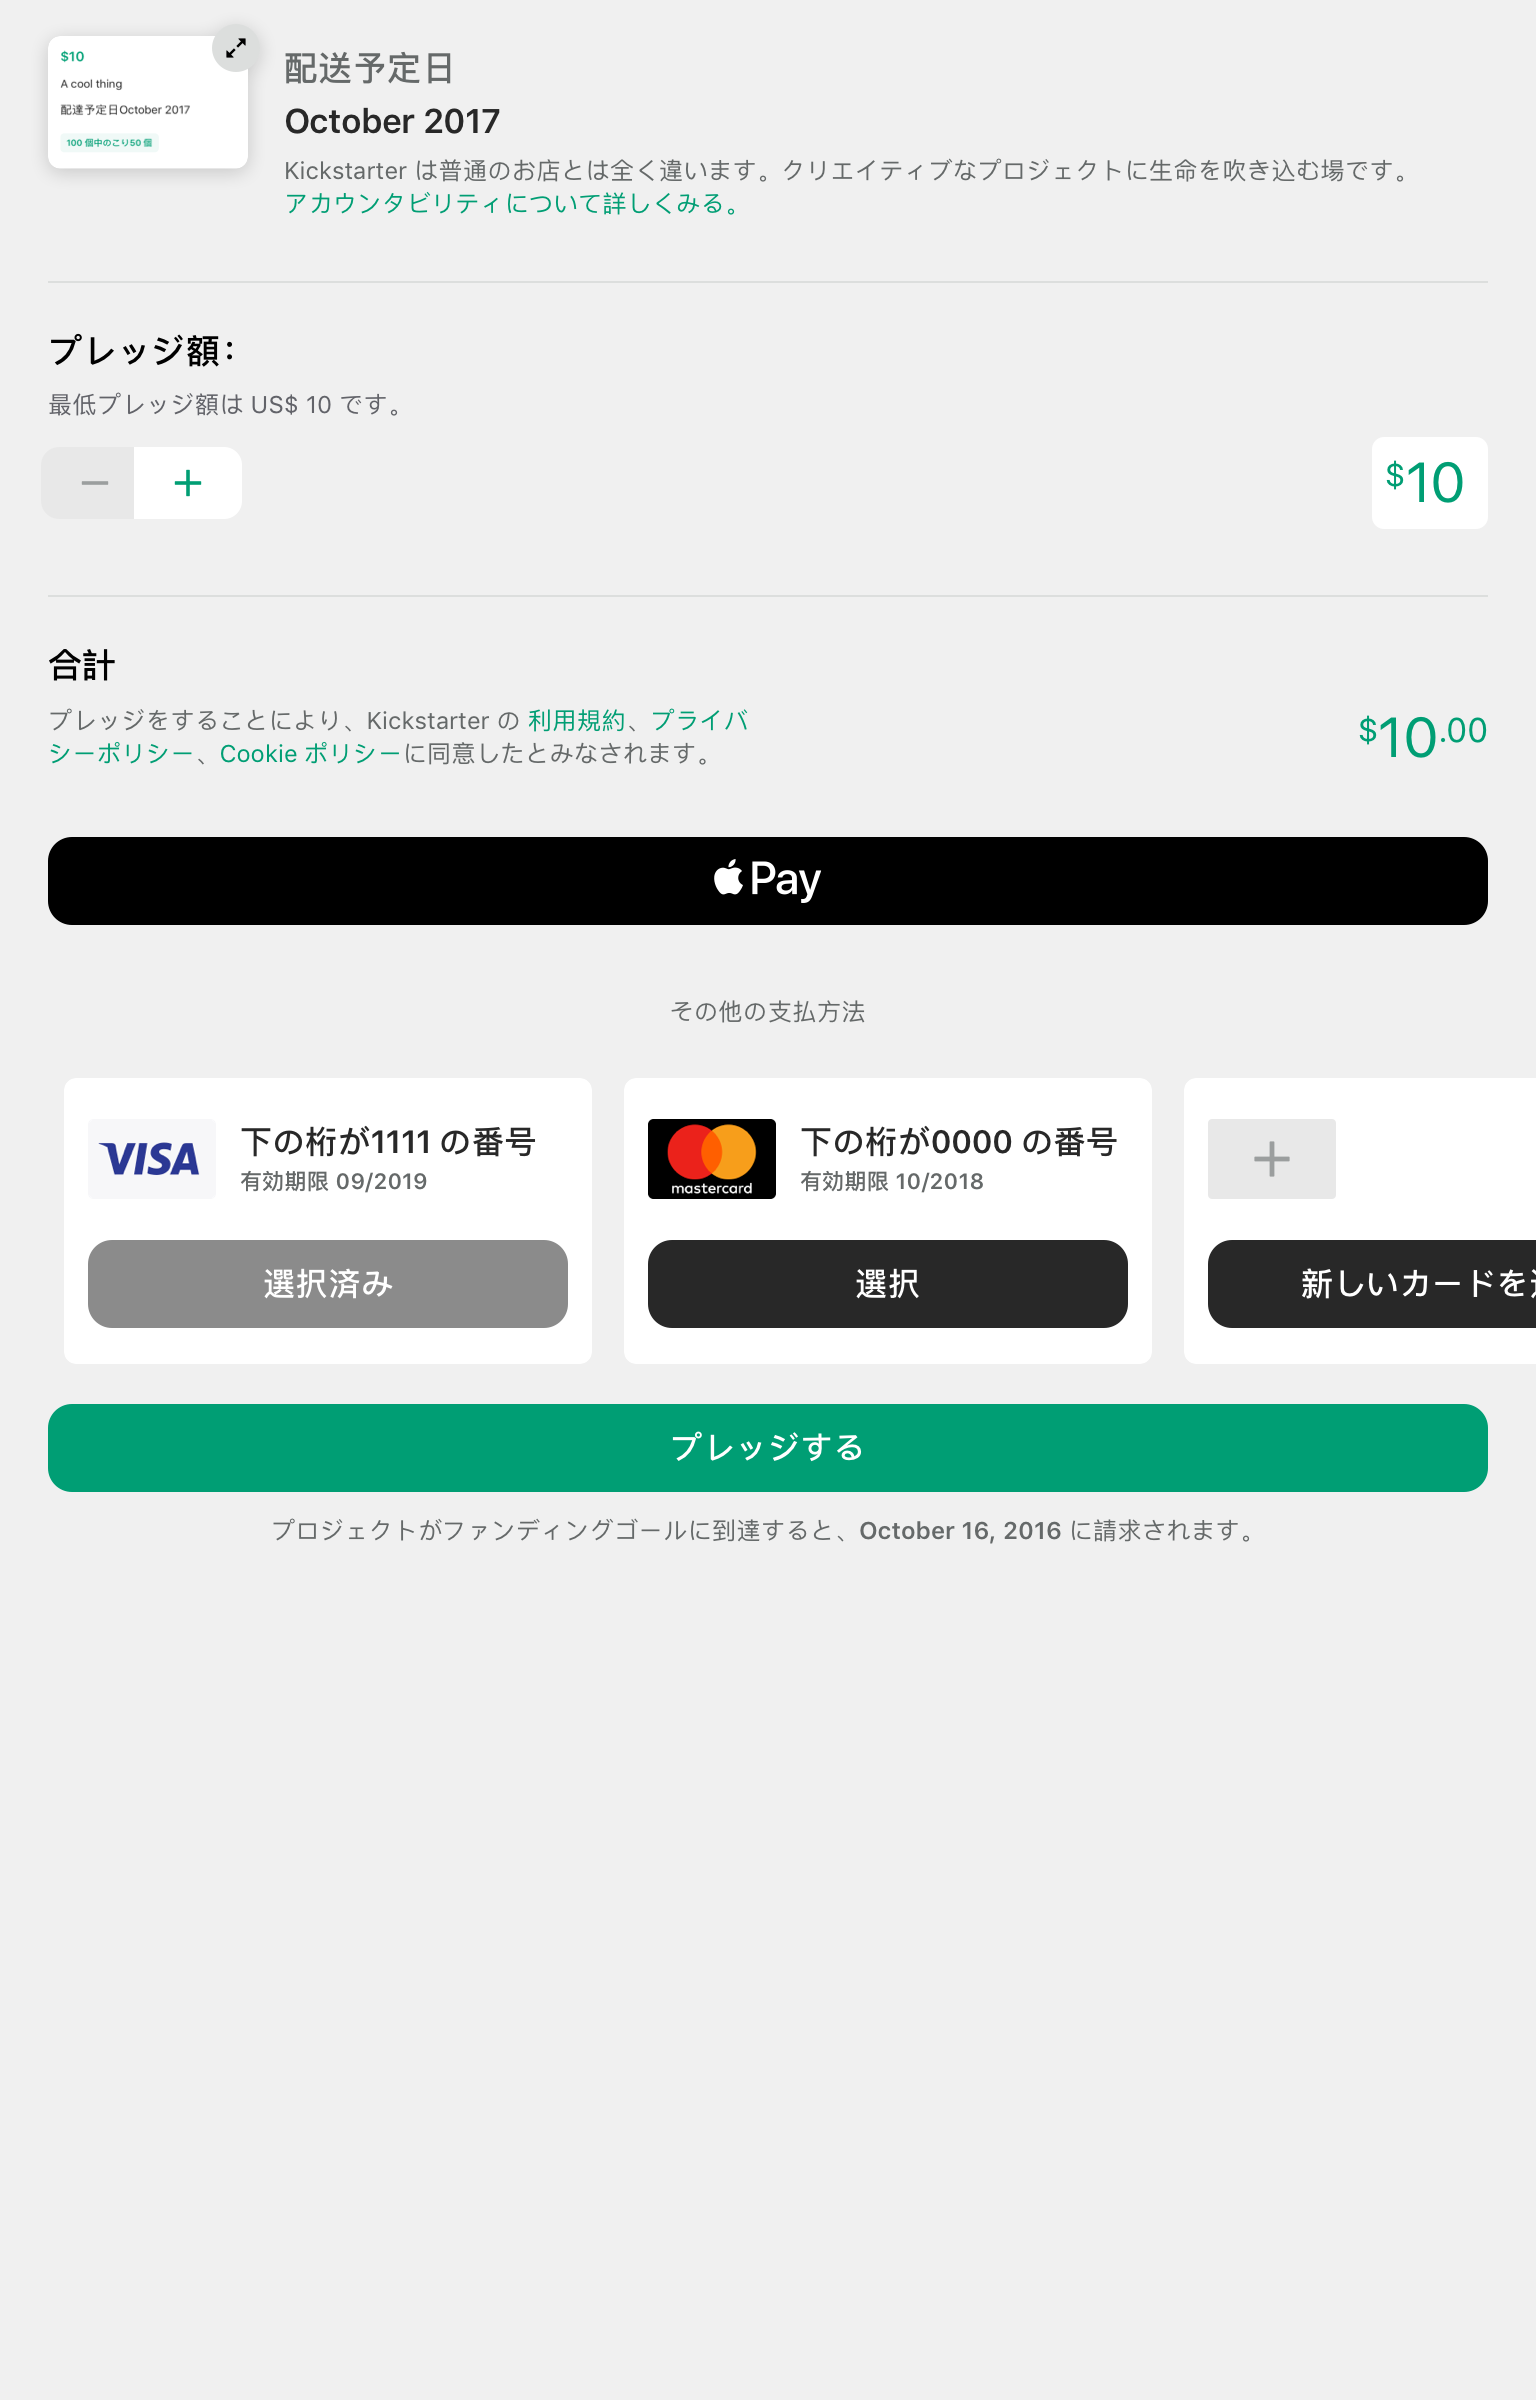 $10
A cool thing
配達予定日October 2017
100 個中のこり50 個
配送予定日
October 2017
Kickstarter は普通のお店とは全く違います。クリエイティブなプロジェクトに生命を吹き込む場です。
アカウンタビリティについて詳しくみる。
プレッジ額：
最低プレッジ額は US$ 10 です。
$10
合計
プレッジをすることにより、Kickstarter の 利用規約、プライバ
シーポリシー、Cookie ポリシーに同意したとみなされます。
$10.00
Pay
その他の支払方法
VISA
下の桁が1111 の番号
有効期限 09/2019
選択済み
mastercard
下の桁が0000 の番号
有効期限 10/2018
選択
新しいカードを
プレッジする
プロジェクトがファンディングゴールに到達すると、October 16, 2016 に請求されます。